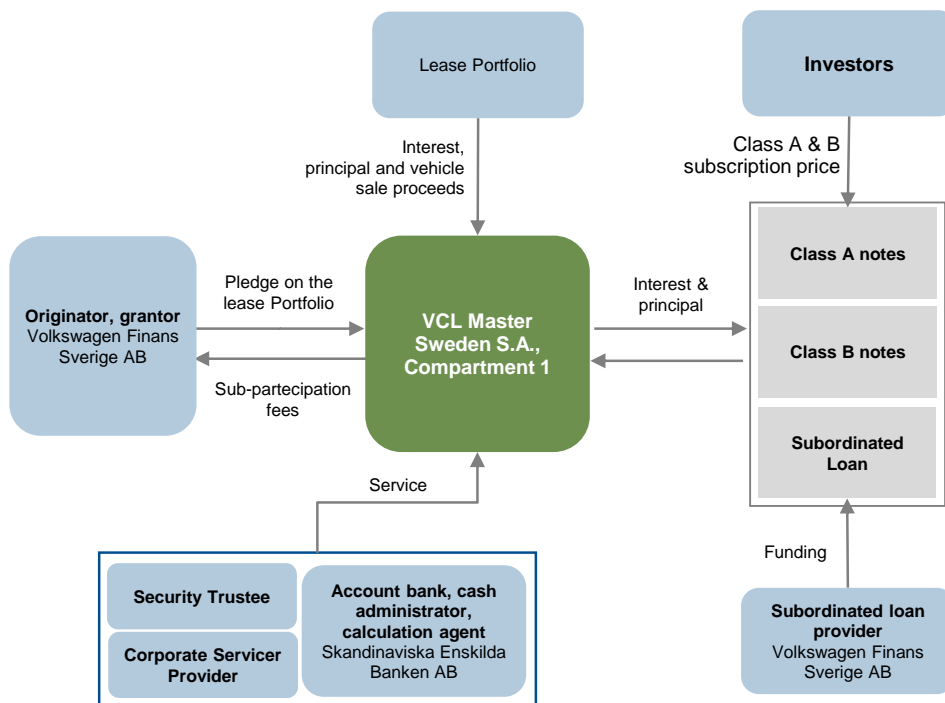 Lease Portfolio
Investors
Interest,
principal and vehicle
sale proceeds
Class A & B
subscription price
Originator, grantor
Volkswagen Finans
Sverige AB
Pledge on the
lease Portfolio
Sub-partecipation
fees
VCL Master
Sweden S.A.,
Compartment 1
Interest &
principal
Class A notes
Class B notes
Subordinated
Loan
Service
Funding
Security Trustee
Corporate Servicer
Provider
Account bank, cash
administrator,
calculation agent
Skandinaviska Enskilda
Banken AB
Subordinated loan
provider
Volkswagen Finans
Sverige AB